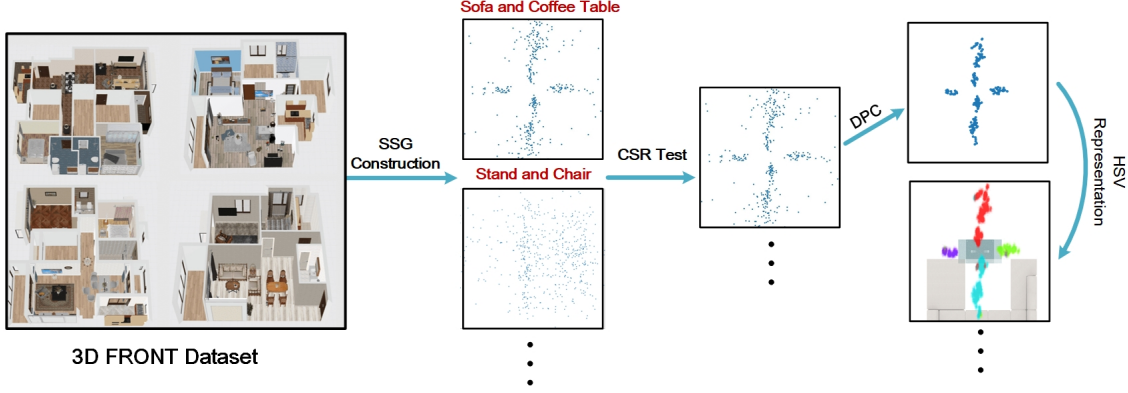 Sofa and Coffee Table
SSG
Construction
Stand and Chair
CSR Test
DPC
HSV
Representation
3D FRONT Dataset